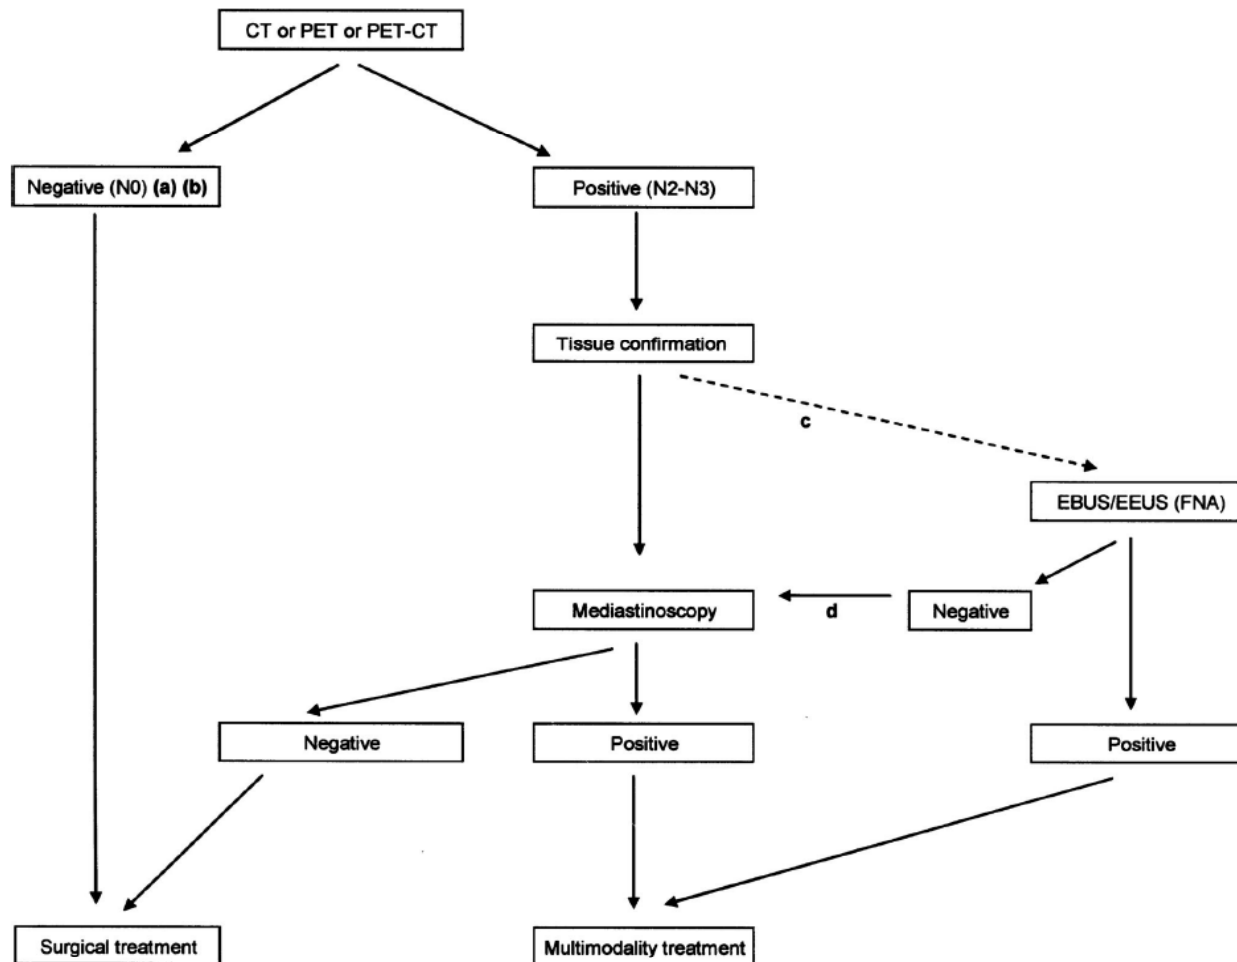 CT or PET or PET-CT
Negative (N0) (a) (b)
Positive (N2-N3)
Tissue confirmation
c
EBUS/EEUS (FNA)
Mediastinoscopy
d
Negative
Negative
Positive
Positive
Surgical treatment
Multimodality treatment